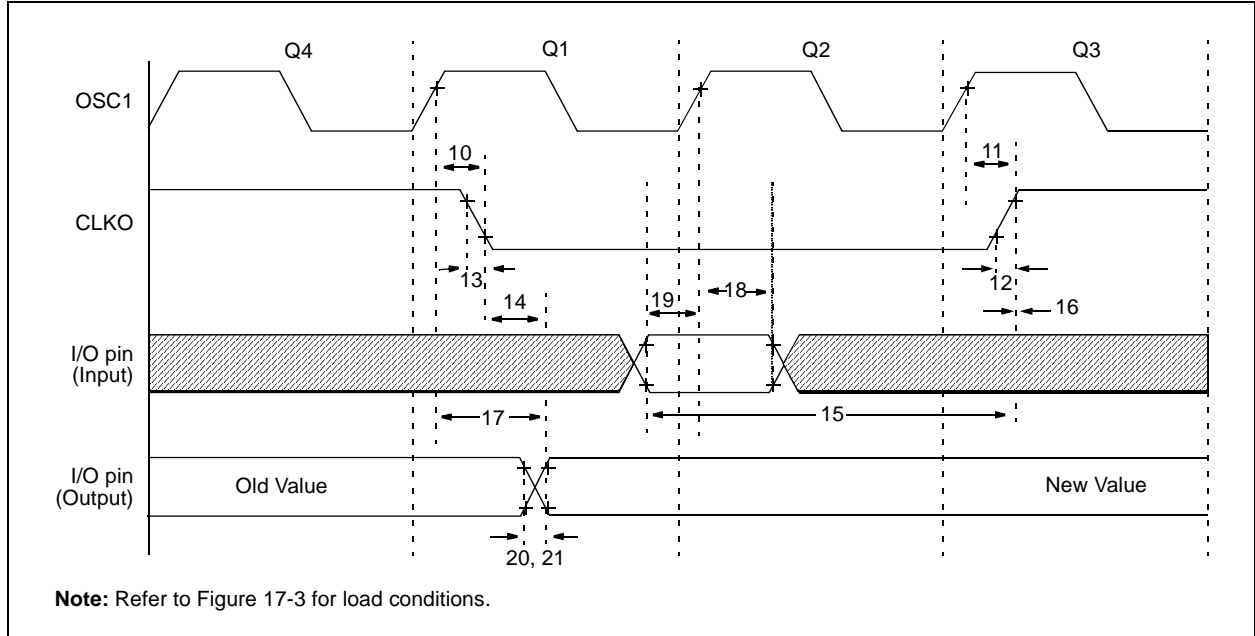 Q4 Q1 Q2 Q3
OSC1
10 11
CLKO
13 12
14 19 18 16
I/O pin
(Input)
17 15
I/O pin
(Output)
Old Value New Value
20, 21
Note: Refer to Figure 17-3 for load conditions.